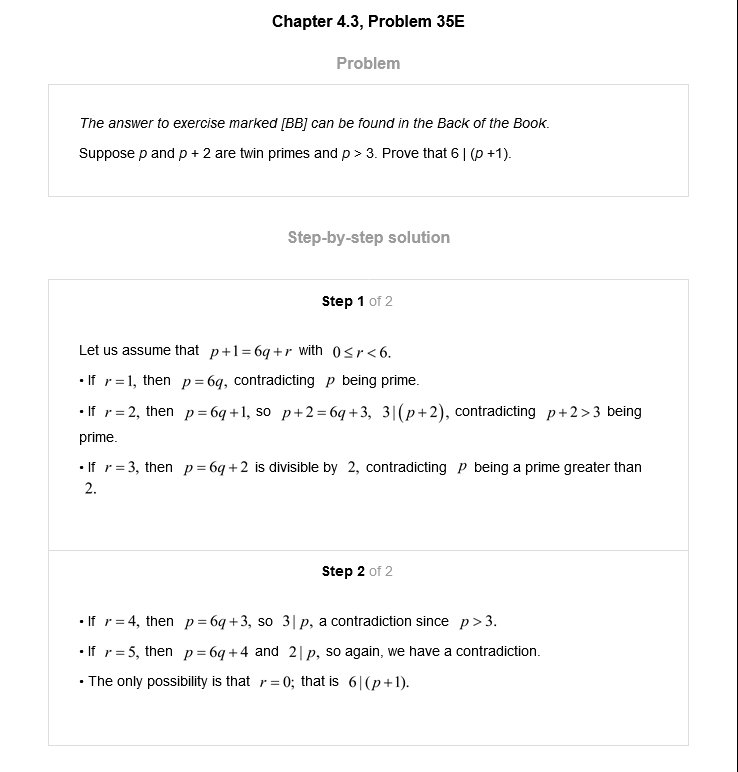 Chapter 4.3, Problem 35E
Problem
The answer to exercise marked [BB] can be found in the Back of the Book.
Suppose p and p + 2 are twin primes and p > 3. Prove that 6 | (p +1).
Step-by-step solution
Step 1 of 2
Let us assume that p+1=6q+r with 0≤r<6.
• If r=1, then p=6q, contradicting p being prime.
• If r=2, then p=6q+1, so p+2=6q+3, 3|(p+2), contradicting p+2>3 being
prime.
• If r=3, then p=6q+2 is divisible by 2, contradicting p being a prime greater than
2.
Step 2 of 2
• If r=4, then p=6q+3, so 3|p, a contradiction since p>3.
• If r=5, then p=6q+4 and 2|p, so again, we have a contradiction.
• The only possibility is that r=0; that is 6|(p+1).